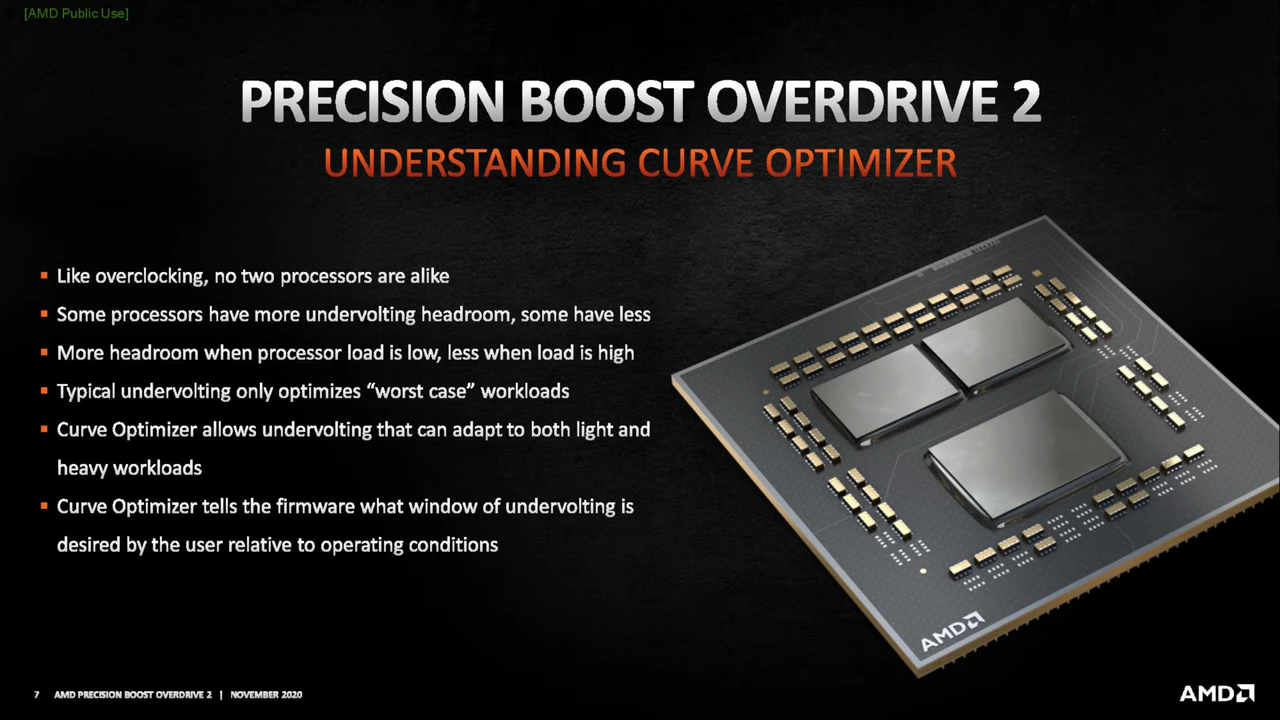 [AMD Public Use]
PRECISION BOOST OVERDRIVE 2
UNDERSTANDING CURVE OPTIMIZER
Like overclocking, no two processors are alike
Some processors have more undervolting headroom, some have less
More headroom when processor load is low, less when load is high
Typical undervolting only optimizes “worst case” workloads
Curve Optimizer allows undervolting that can adapt to both light and
heavy workloads
Curve Optimizer tells the firmware what window of undervolting is
desired by the user relative to operating conditions
AMD
7 AMD PRECISION BOOST OVERDRIVE 2 | NOVEMBER 2020
AMD